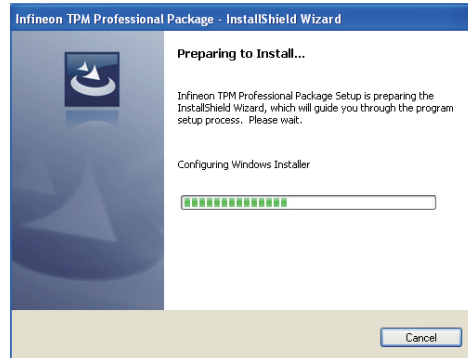 Infineon TPM Professional Package - InstallShield Wizard
Preparing to Install...
Infineon TPM Professional Package Setup is preparing the
InstallShield Wizard, which will guide you through the program
setup process. Please wait.
Configuring Windows Installer
Cancel